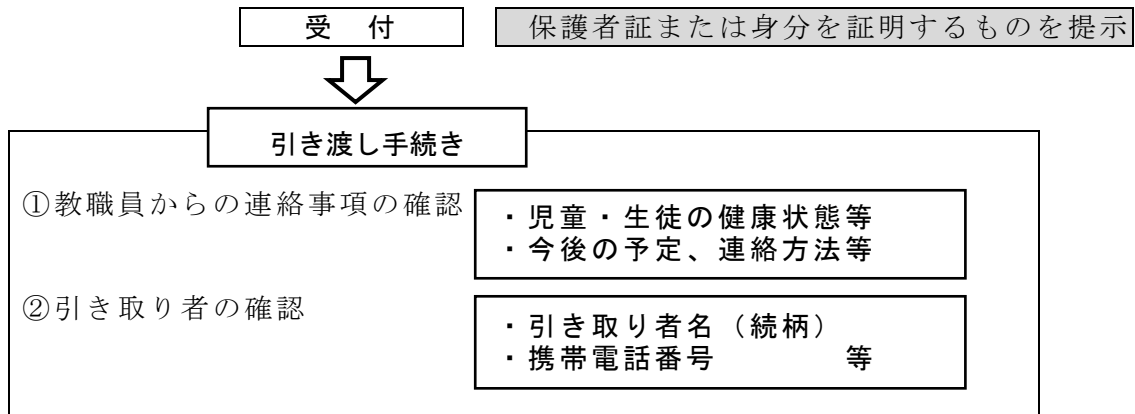 受　付
保護者証または身分を証明するものを提示
引き渡し手続き
①教職員からの連絡事項の確認
・児童・生徒の健康状態等
・今後の予定、連絡方法等
②引き取り者の確認
・引き取り者名（続柄）
・携帯電話番号　　　　等